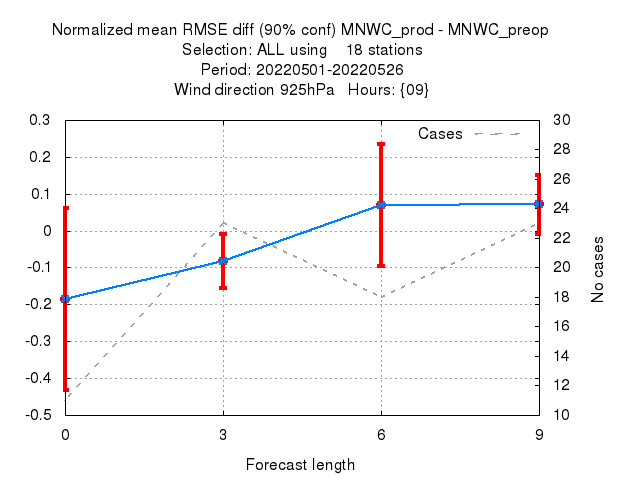 Normalized mean RMSE diff (90% conf) MNWC_prod - MNWC_preop
Selection: ALL using    18 stations
Period: 20220501-20220526
Wind direction 925hPa   Hours: {09}
Cases
0.3
0.2
0.1
0
-0.1
-0.2
-0.3
-0.4
-0.5
30
28
26
24
22
20
18
16
14
12
10
No cases
0 3 6 9
Forecast length